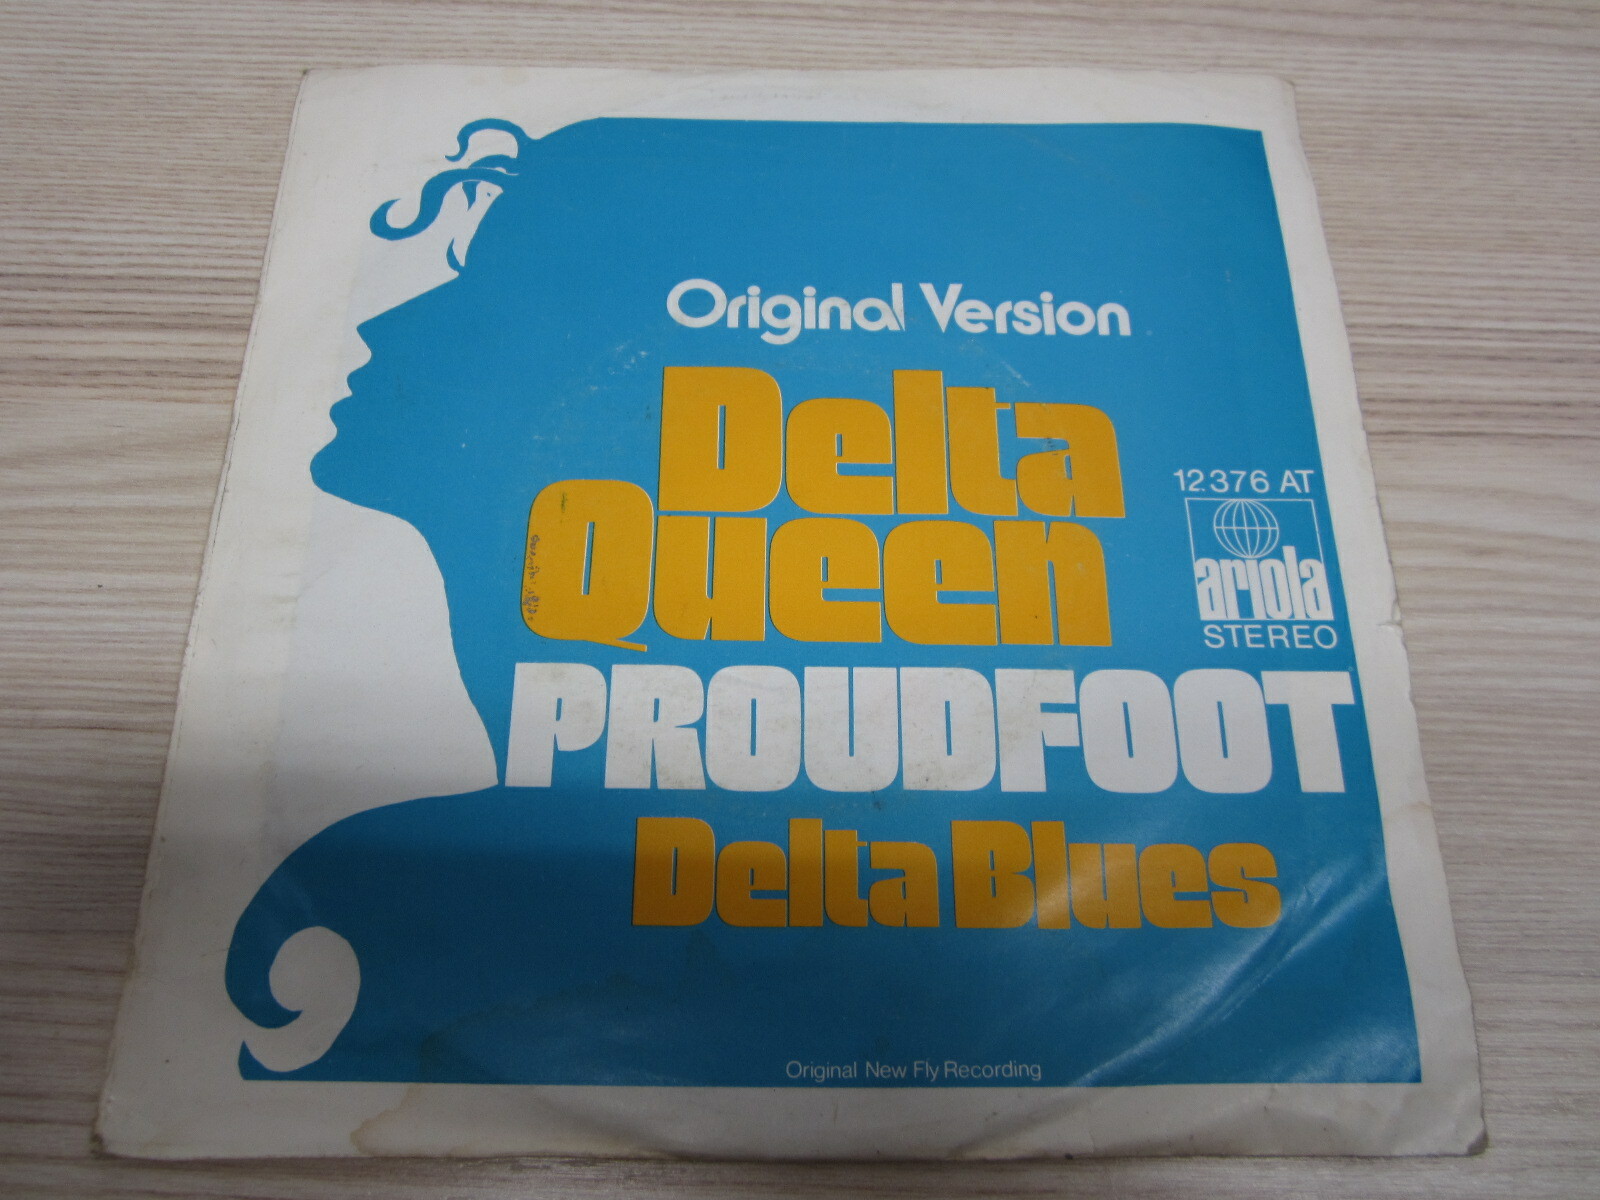 Original Version
Delta
Queen
12.376 AT
ariola
STEREO
PROUDFOOT
Delta Blues
Original New Fly Recording